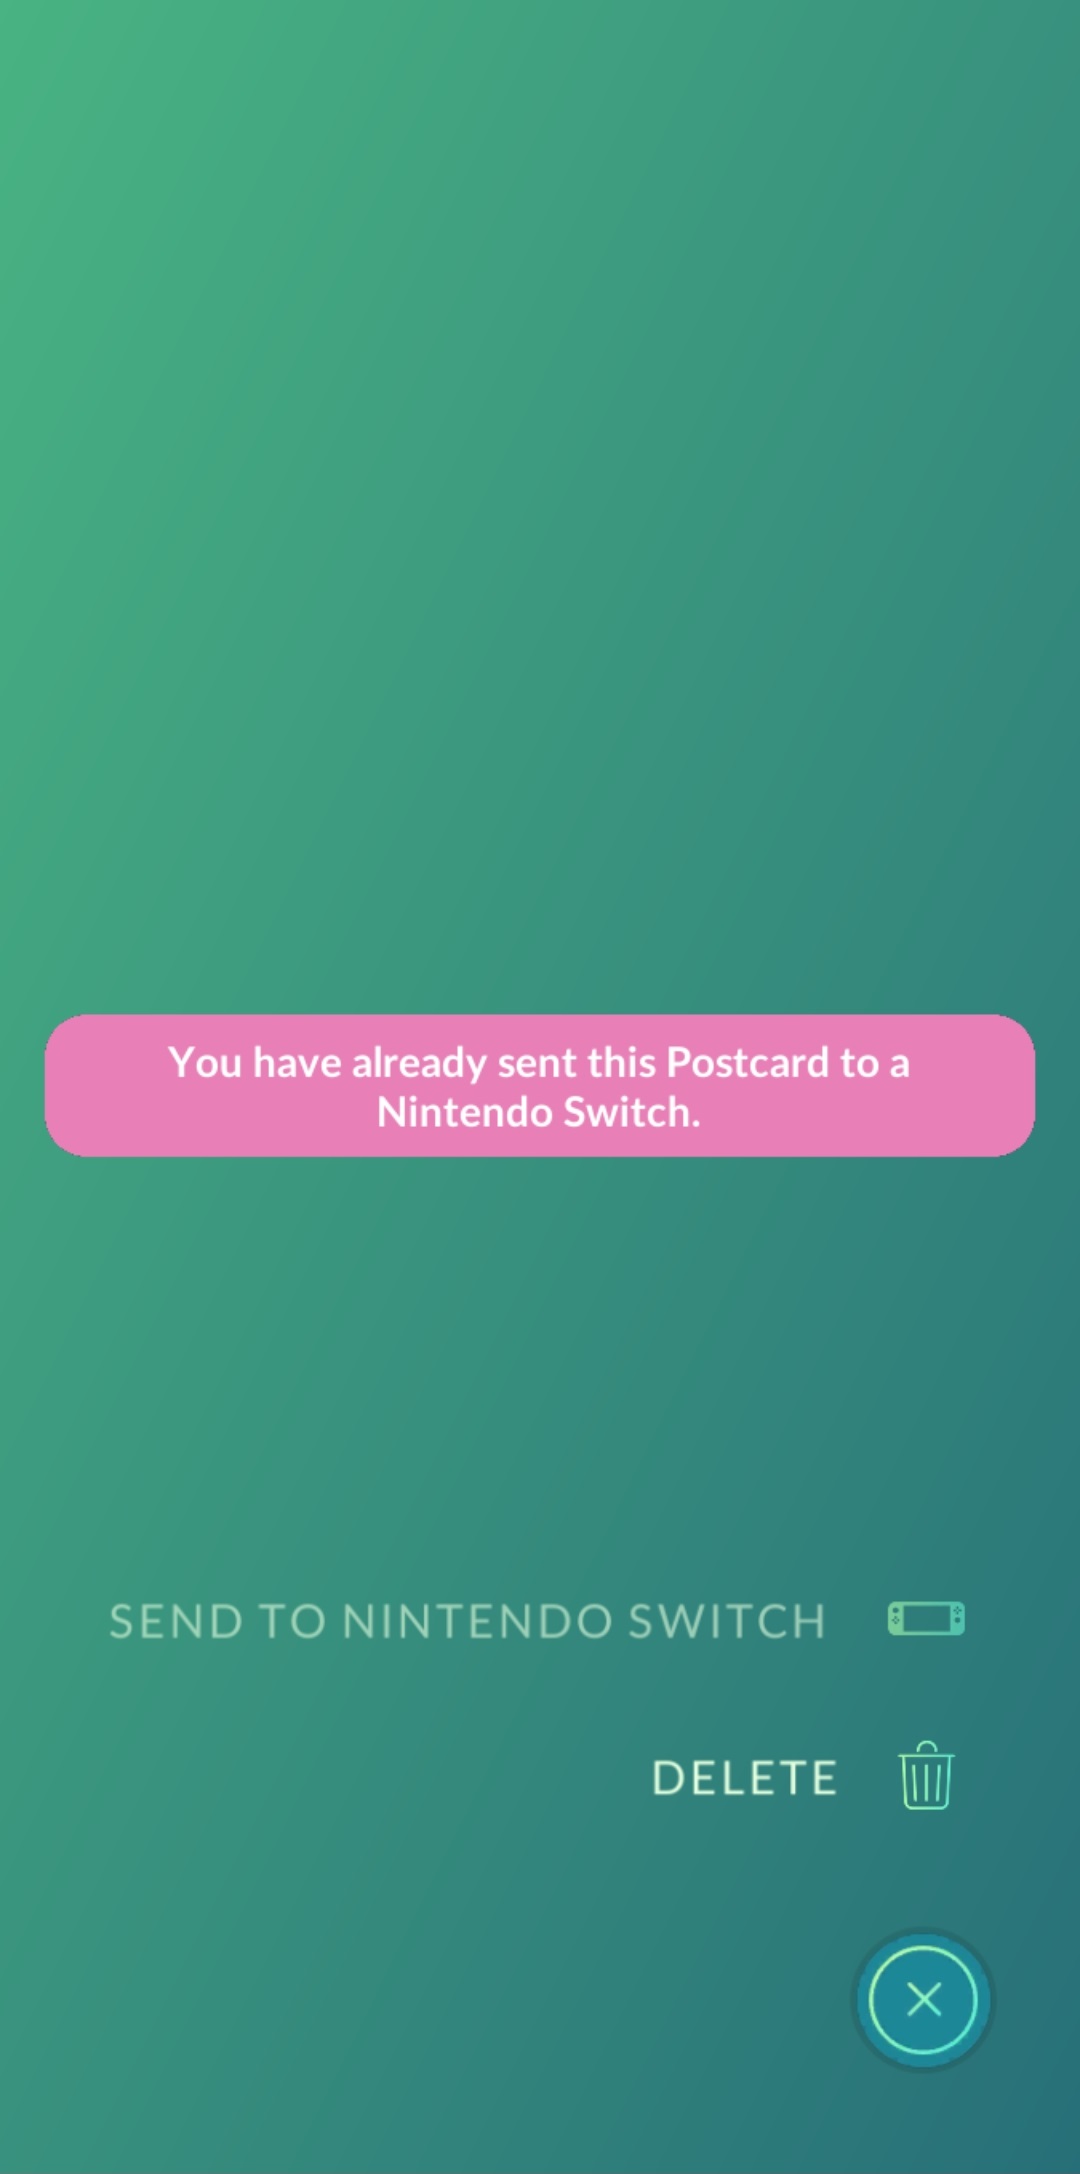 You have already sent this Postcard to a
Nintendo Switch.
SEND TO NINTENDO SWITCH
DELETE